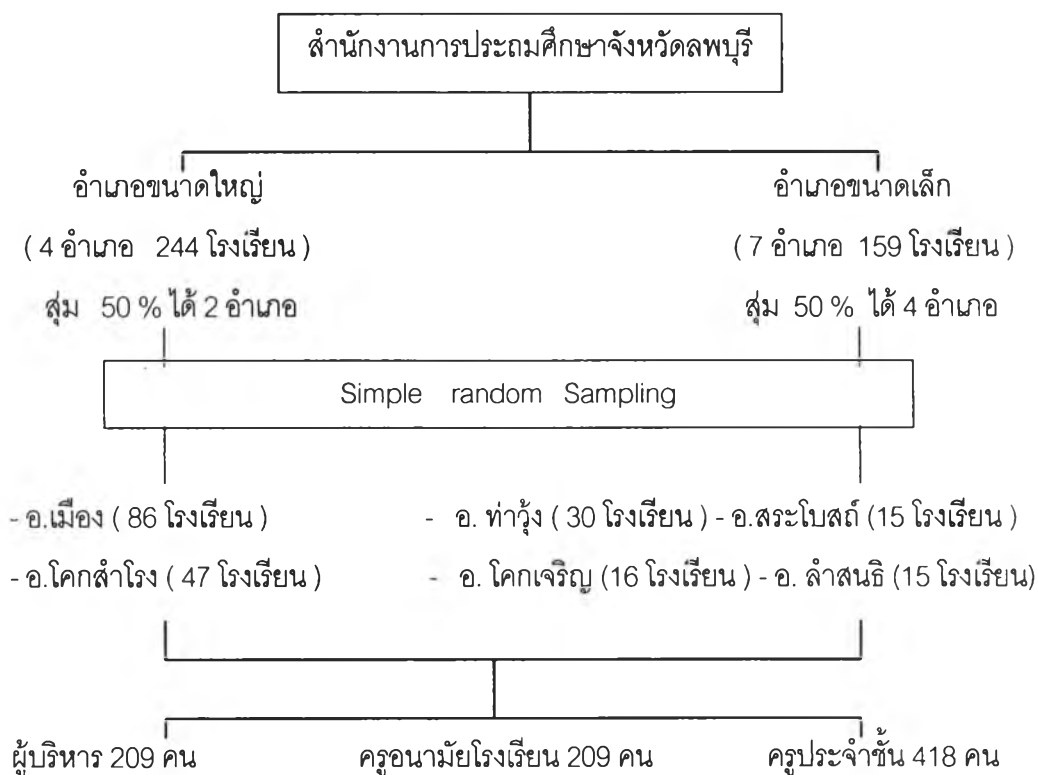 สำนักงานการประถมศึกษาจังหวัดลพบุรี
อำเภอขนาดใหญ่ อำเภอขนาดเล็ก
( 4 อำเภอ 244 โรงเรียน ) ( 7 อำเภอ 159 โรงเรียน )
สุ่ม 50 % ได้ 2 อำเภอ สุ่ม 50 % ได้ 4 อำเภอ
Simple random Sampling
- อ.เมือง ( 86 โรงเรียน ) - อ. ท่าวุ้ง ( 30 โรงเรียน ) - อ.สระโบสถ์ (15 โรงเรียน )
- อ.โคกสำโรง ( 47 โรงเรียน ) - อ. โคกเจริญ (16 โรงเรียน ) - อ. ลำสนธิ (15 โรงเรียน)
ผู้บริหาร 209 คน ครูอนามัยโรงเรียน 209 คน ครูประจำชั้น 418 คน